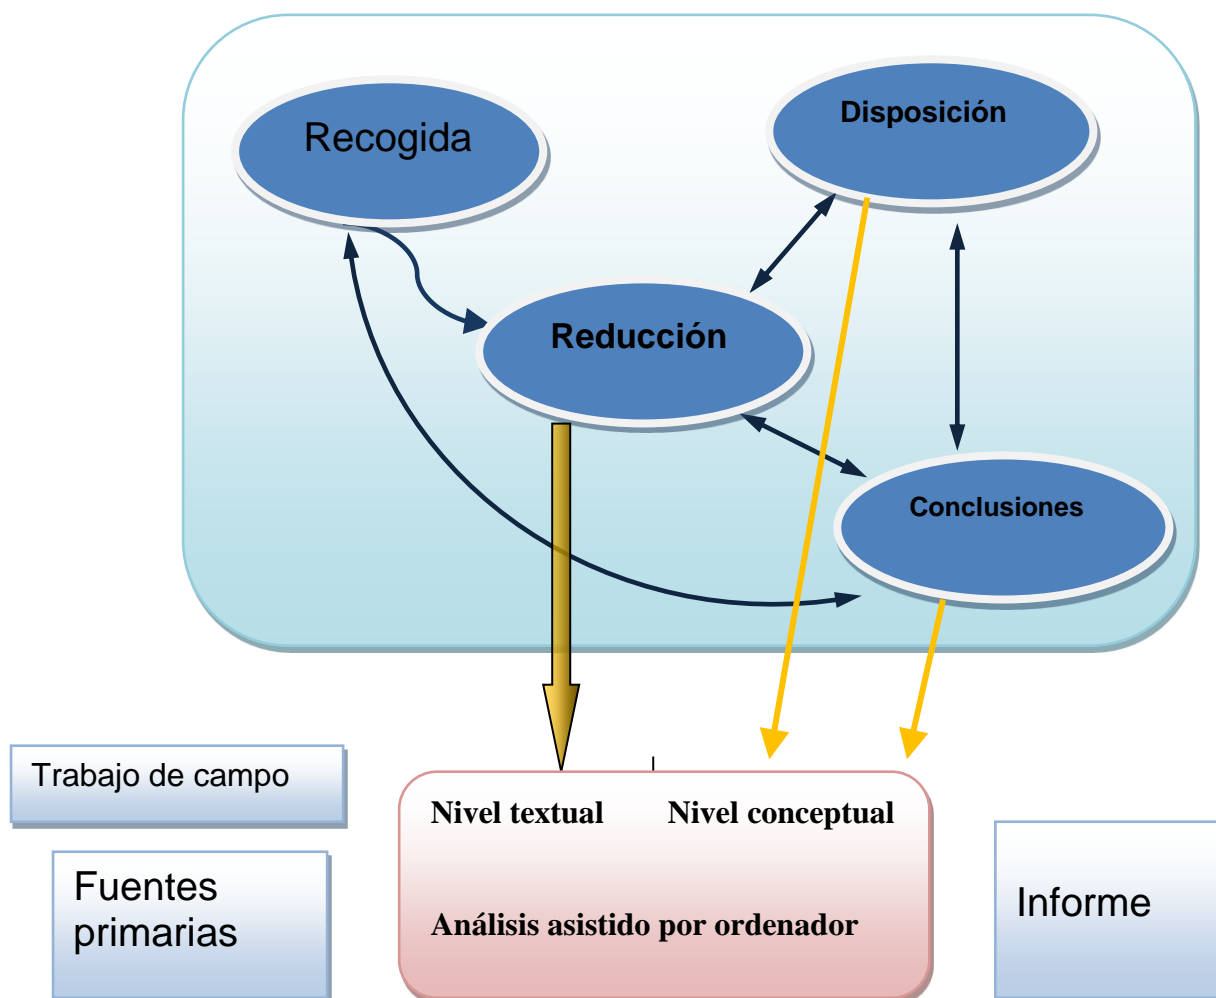 Disposición
Recogida
Reducción
Conclusiones
Trabajo de campo
Nivel textual
Nivel conceptual
Fuentes
primarias
Análisis asistido por ordenador
Informe